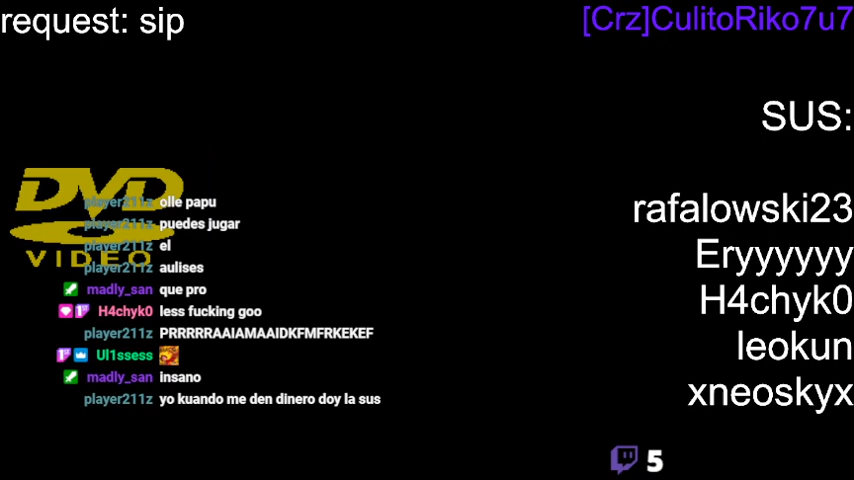 request: sip
[Crz]CulitoRiko7u7
SUS:
rafalowski23
Eryyyyyy
H4chyk0
leokun
xneoskyx
DVD
VIDEO
player211z olle papu
player211z puedes jugar
player211z el
player211z aulises
madly_san que pro
H4chyk0 less fucking goo
player211z PRRRRRAAIAMAAIDKFMFRKEKEF
Ul1ssess
madly_san insano
player211z yo kuando me den dinero doy la sus
5